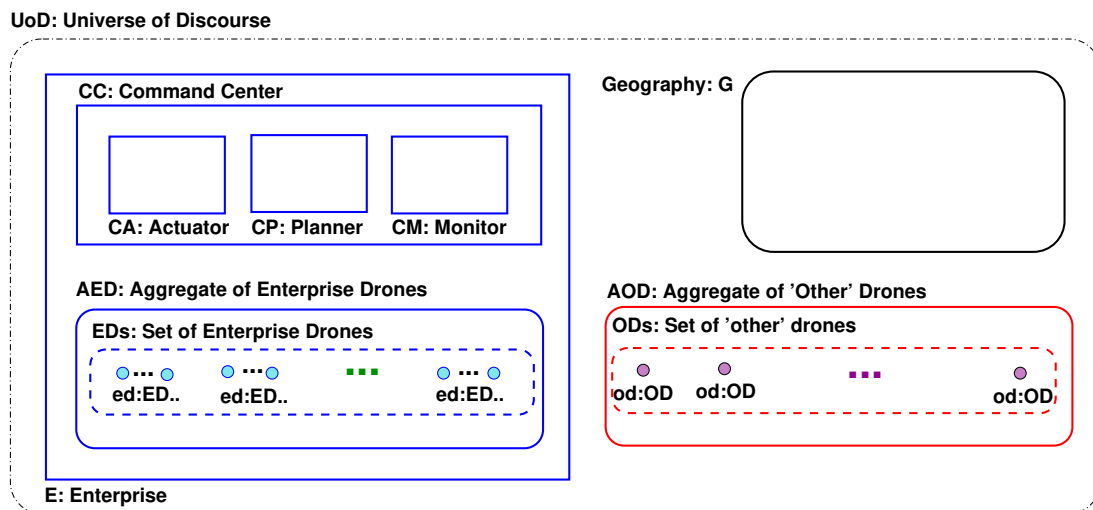 UoD: Universe of Discourse
CC: Command Center
Geography: G
CA: Actuator CP: Planner CM: Monitor
AED: Aggregate of Enterprise Drones
AOD: Aggregate of 'Other' Drones
EDs: Set of Enterprise Drones
ODs: Set of 'other' drones
ed:ED.. ed:ED.. ed:ED..
od:OD od:OD od:OD
E: Enterprise